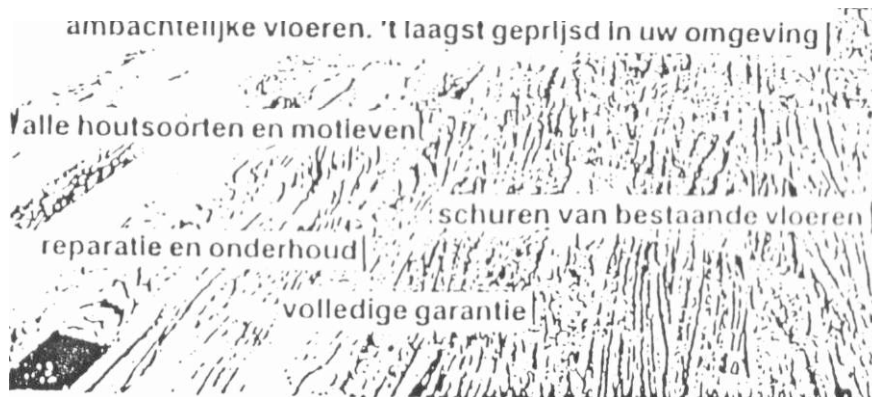 ambachtelijke vloeren. 't laagst geprijsd in uw omgeving
alle houtsoorten en motieven
schuren van bestaande vloeren
reparatie en onderhoud
volledige garantie